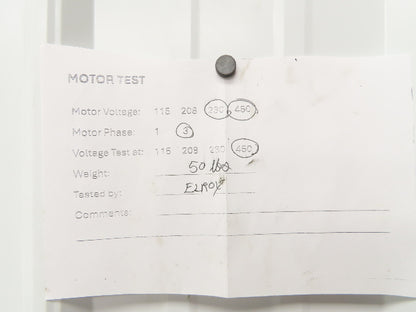 MOTOR TEST
Motor Voltage: 115 208 230 460
Motor Phase: 1 3
Voltage Test at: 115 208 230 460
Weight: 50 lbs
Tested by: ELROY
Comments: